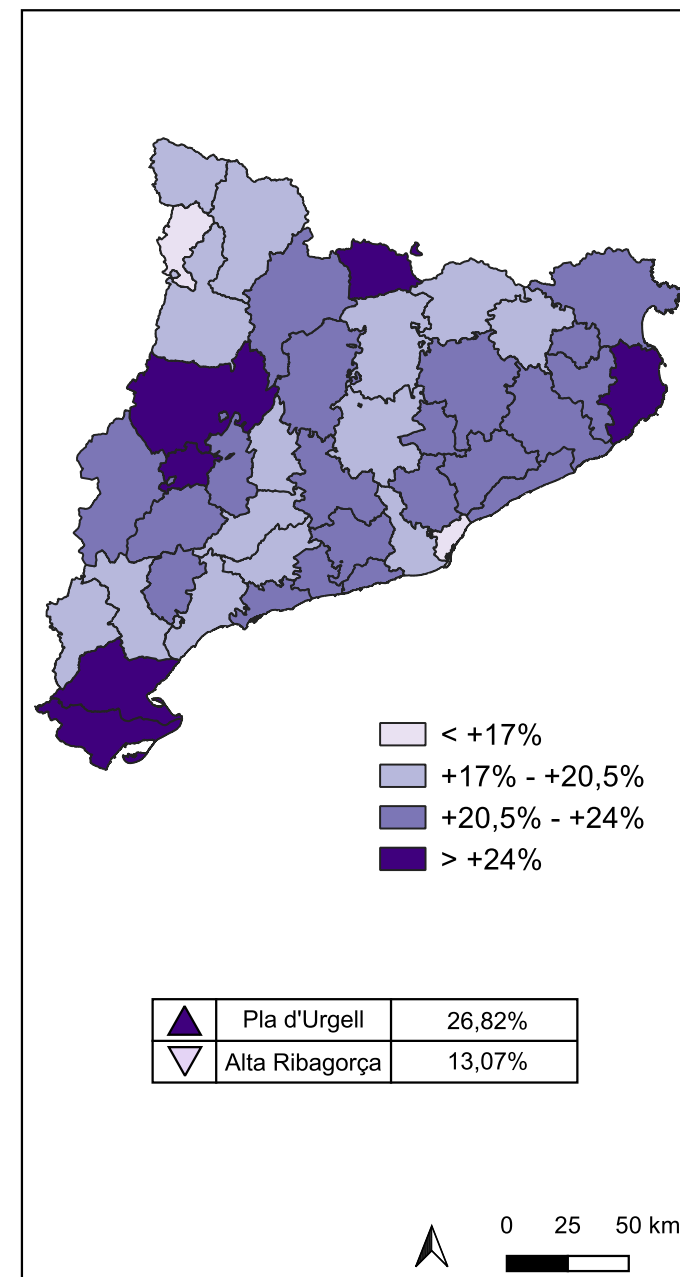 < +17%
+17% - +20,5%
+20,5% - +24%
> +24%
Pla d'Urgell 26,82%
Alta Ribagorça 13,07%
0 25 50 km